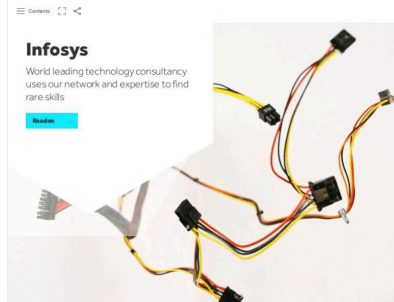 Contents
Infosys
World leading technology consultancy
uses our network and expertise to find
rare skills
Read on